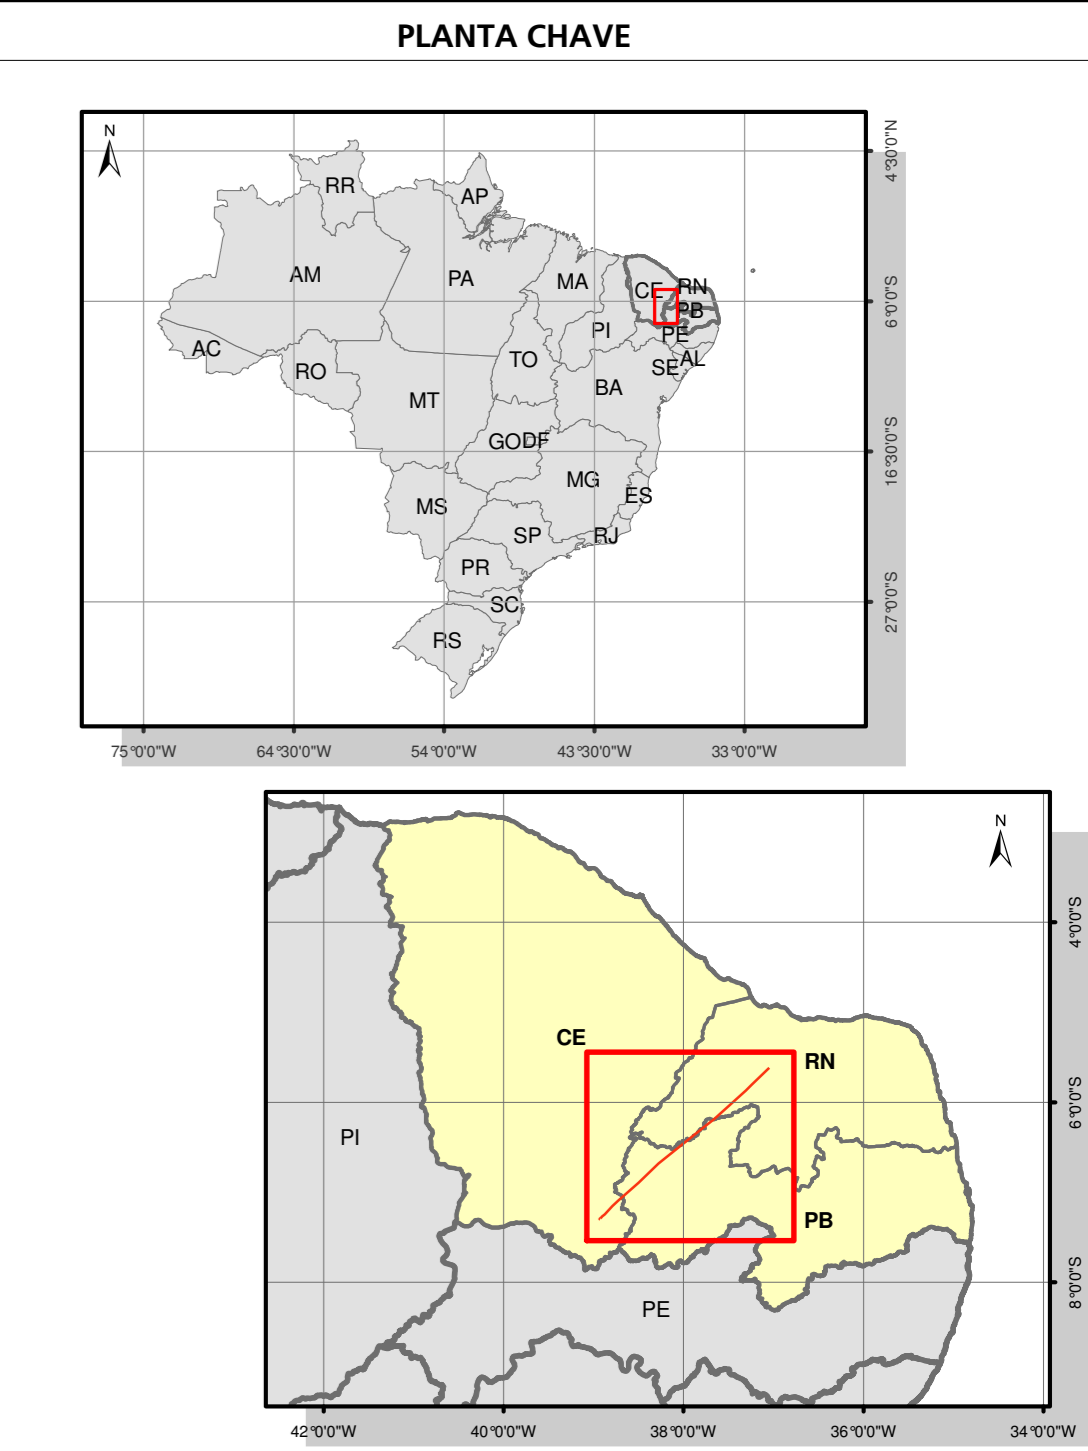 PLANTA CHAVE
N
4°30'0"N
RR
AP
AM
PA
MA
CE
RN
6°0'0"S
PB
PI
PE
AC
RO
TO
SE
AL
MT
BA
GO
DF
16°30'0"S
MG
MS
ES
SP
RJ
PR
SC
27°0'0"S
RS
75°0'0"W
64°30'0"W
54°0'0"W
43°30'0"W
33°0'0"W
N
4°0'0"S
CE
RN
6°0'0"S
PI
PB
8°0'0"S
PE
42°0'0"W
40°0'0"W
38°0'0"W
36°0'0"W
34°0'0"W